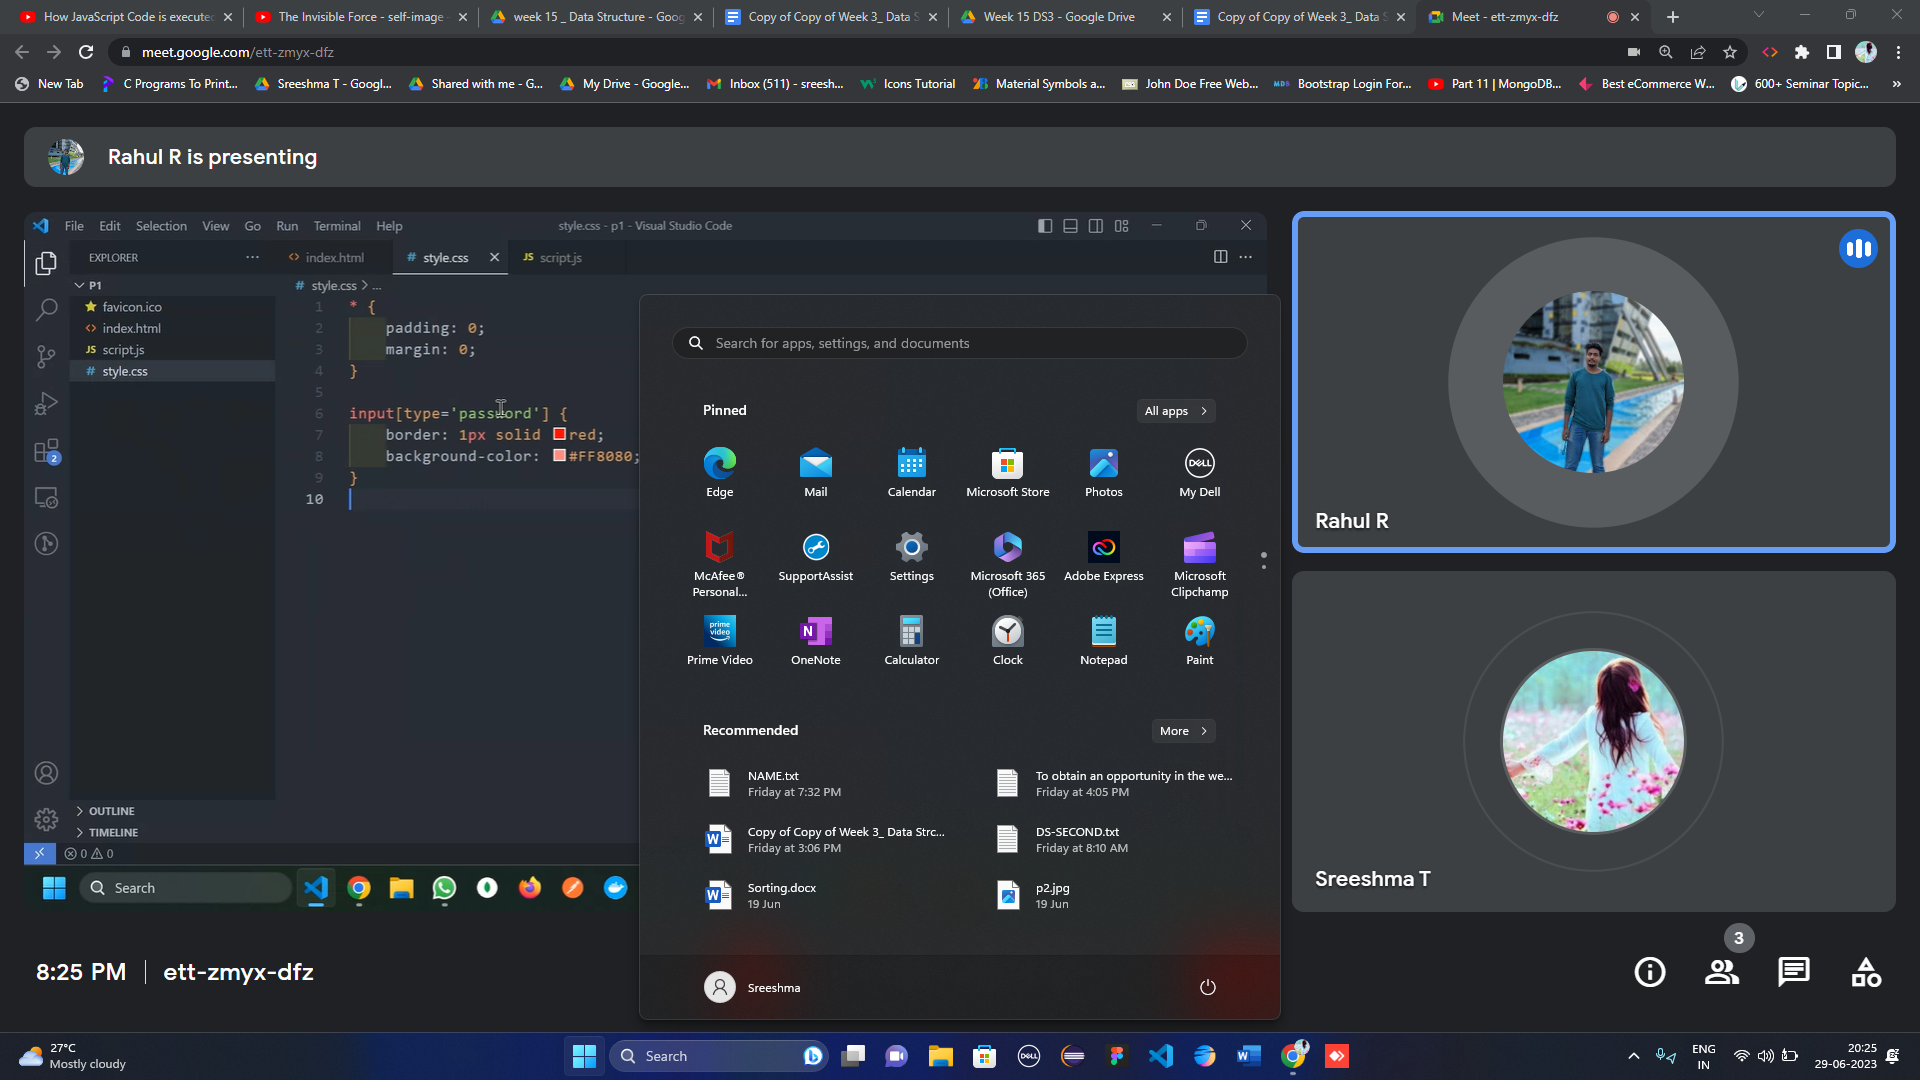 How JavaScript Code is execute
The Invisible Force - self-image
week 15 _ Data Structure - Goog
Copy of Copy of Week 3_ Data S
Week 15 DS3 - Google Drive
Copy of Copy of Week 3_ Data S
Meet - ett-zmyx-dfz
meet.google.com/ett-zmyx-dfz
New Tab
C Programs To Print...
Sreeshma T - Googl...
Shared with me - G...
My Drive - Google...
Inbox (511) - sreesh...
Icons Tutorial
Material Symbols a...
John Doe Free Web...
Bootstrap Login For...
Part 11 | MongoDB...
Best eCommerce W...
600+ Seminar Topic...
Rahul R is presenting
File Edit Selection View Go Run Terminal Help
style.css - p1 - Visual Studio Code
EXPLORER
index.html
# style.css
JS script.js
P1
# style.css > ...
favicon.ico
index.html
JS script.js
# style.css
1 * {
2 padding: 0;
3 margin: 0;
4 }
5
6 input[type='password'] {
7 border: 1px solid red;
8 background-color: #FF8080;
9 }
10
2
OUTLINE
TIMELINE
0 0
Search
Search for apps, settings, and documents
Pinned
All apps
Edge
Mail
Calendar
Microsoft Store
Photos
DELL
My Dell
McAfee®
Personal...
SupportAssist
Settings
Microsoft 365
(Office)
Adobe Express
Microsoft
Clipchamp
prime
video
Prime Video
N
OneNote
Calculator
Clock
Notepad
Paint
Recommended
More
NAME.txt
Friday at 7:32 PM
To obtain an opportunity in the we...
Friday at 4:05 PM
W
Copy of Copy of Week 3_ Data Strc...
Friday at 3:06 PM
DS-SECOND.txt
Friday at 8:10 AM
W
Sorting.docx
19 Jun
p2.jpg
19 Jun
Sreeshma
Rahul R
Sreeshma T
8:25 PM
ett-zmyx-dfz
3
27°C
Mostly cloudy
Search
DELL
W
ENG
IN
20:25
29-06-2023